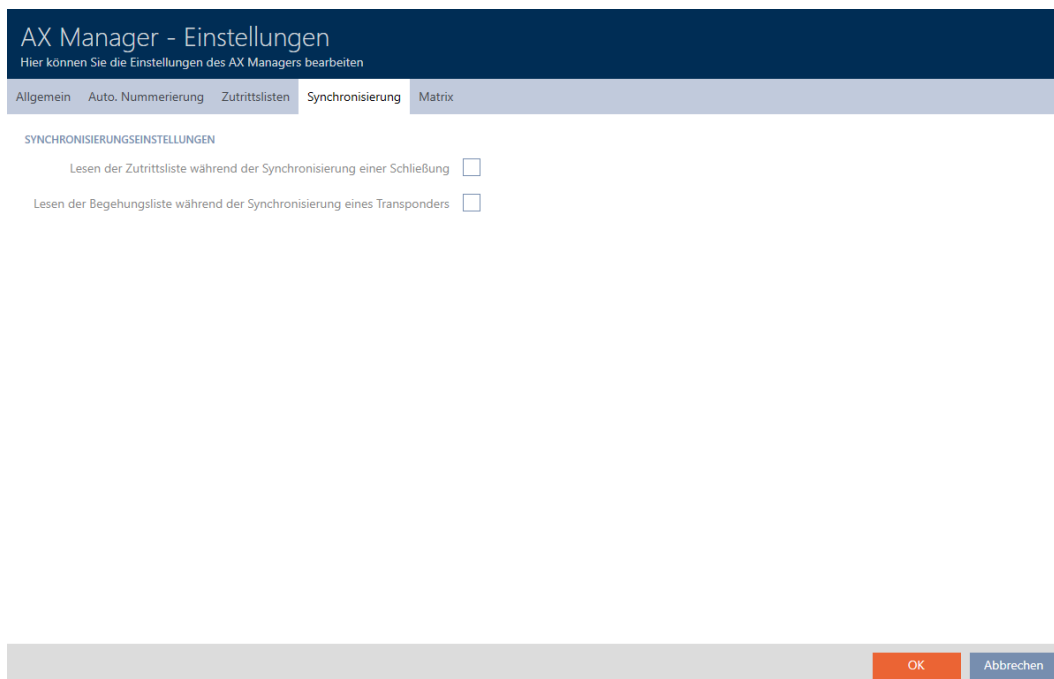 AX Manager - Einstellungen
Hier können Sie die Einstellungen des AX Managers bearbeiten
Allgemein Auto. Nummerierung Zutrittslisten Synchronisierung Matrix
SYNCHRONISIERUNGSEINSTELLUNGEN
Lesen der Zutrittsliste während der Synchronisierung einer Schließung
Lesen der Begehungsliste während der Synchronisierung eines Transponders
OK Abbrechen